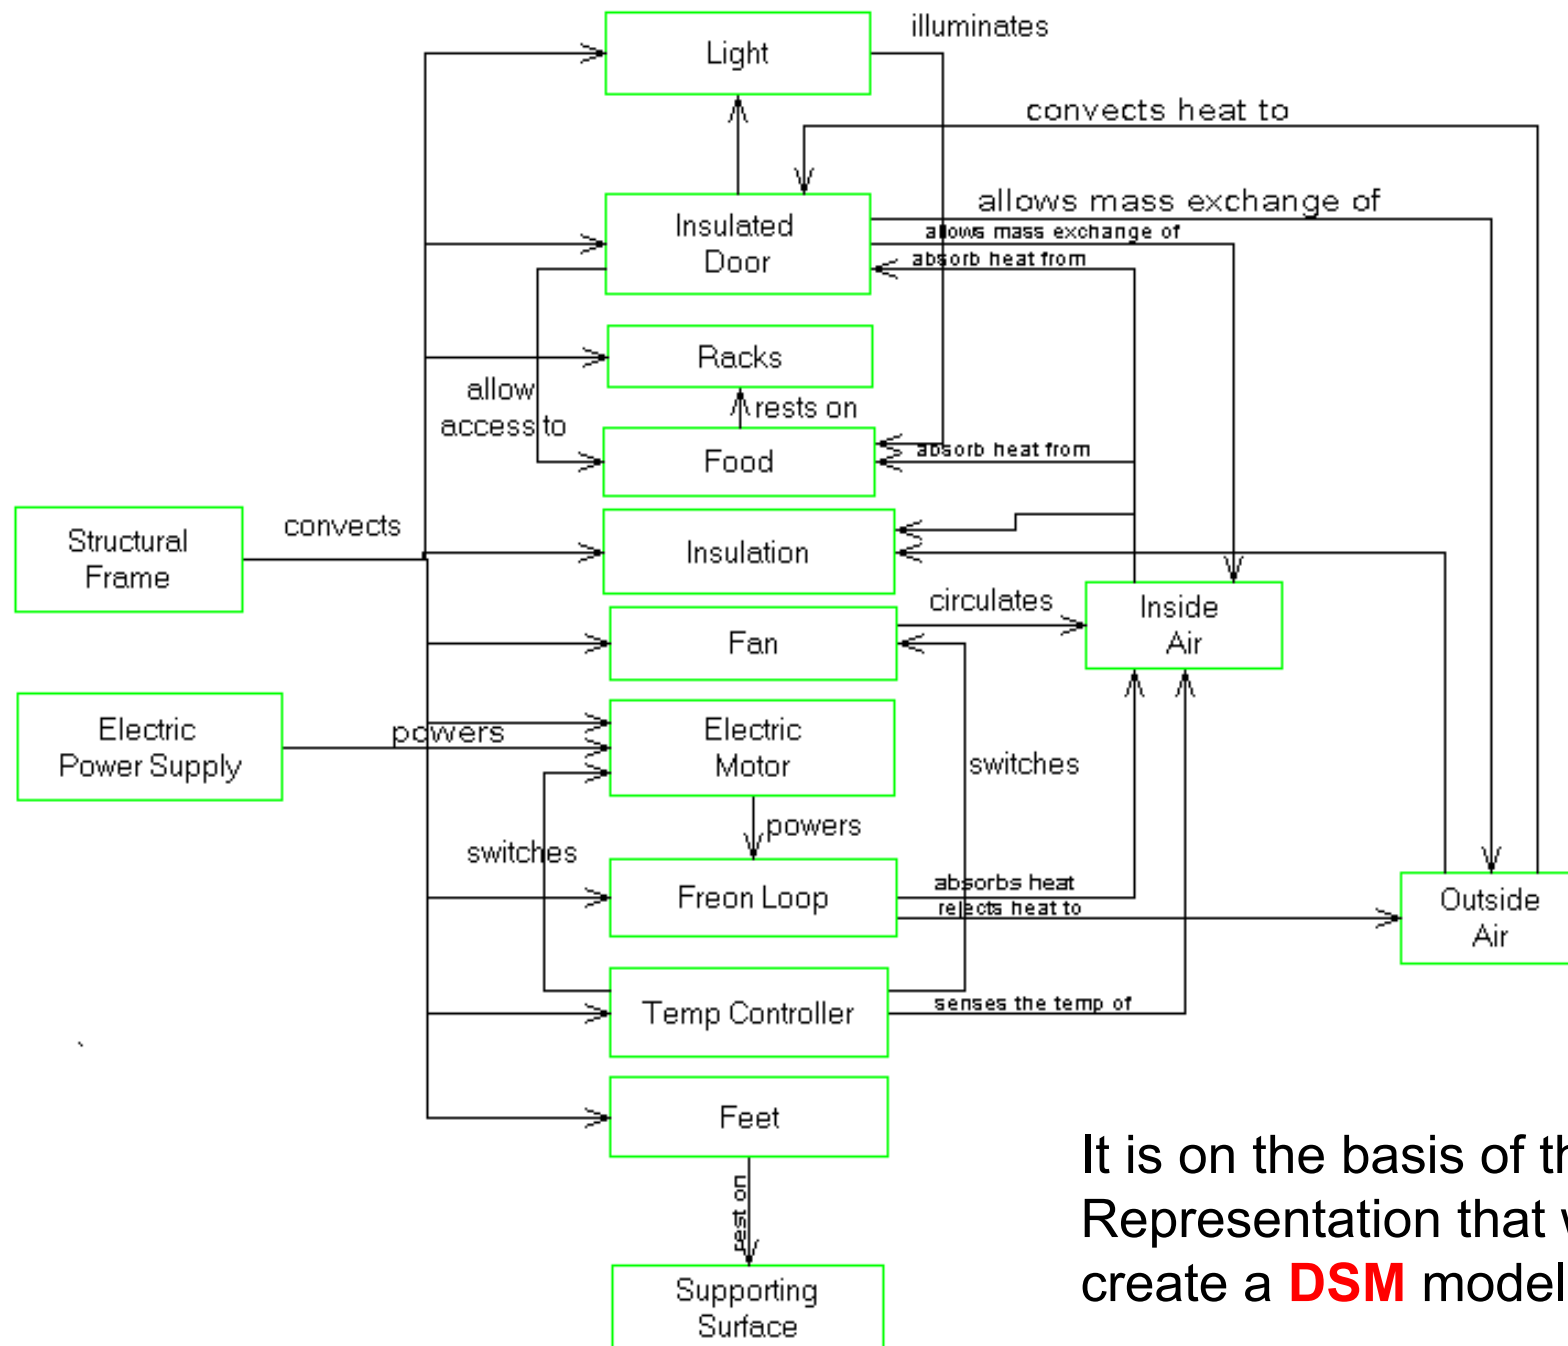 illuminates
Light
convects heat to
allows mass exchange of
Insulated
Door
allows mass exchange of
absorb heat from
Racks
allow
access to
rests on
Food
absorb heat from
Structural
Frame
convects
Insulation
circulates
Inside
Air
Fan
Electric
Power Supply
powers
Electric
Motor
switches
powers
switches
Freon Loop
absorbs heat
rejects heat to
Outside
Air
Temp Controller
senses the temp of
Feet
rest on
Supporting
Surface
It is on the basis of
Representation that
create a DSM model